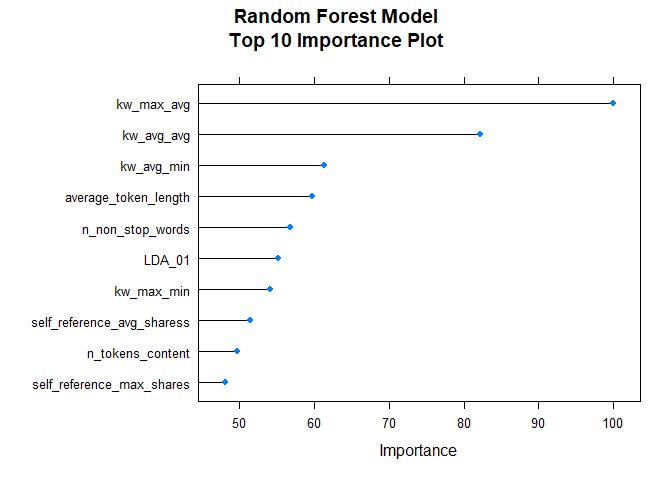 Random Forest Model
Top 10 Importance Plot
kw_max_avg
kw_avg_avg
kw_avg_min
average_token_length
n_non_stop_words
LDA_01
kw_max_min
self_reference_avg_sharess
n_tokens_content
self_reference_max_shares
50 60 70 80 90 100
Importance